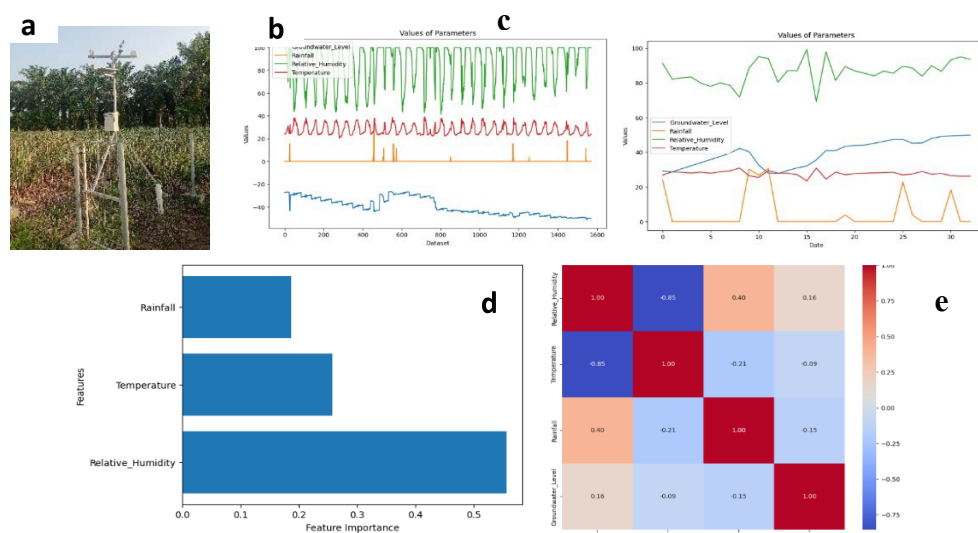 a
b
Values of Parameters
Values
100
80
60
40
20
0
−20
−40
Groundwater_Level
Rainfall
Relative_Humidity
Temperature
0
200
400
600
800
1000
1200
1400
1600
Dataset
c
Values of Parameters
Values
100
80
60
40
20
0
Groundwater_Level
Rainfall
Relative_Humidity
Temperature
0
5
10
15
20
25
30
Date
d
Features
Rainfall
Temperature
Relative_Humidity
0.0
0.1
0.2
0.3
0.4
0.5
Feature Importance
e
Relative_Humidity
Temperature
Rainfall
Groundwater_Level
1.00 -0.85 0.40 0.16
-0.85 1.00 -0.21 -0.09
0.40 -0.21 1.00 -0.15
0.16 -0.09 -0.15 1.00
1.00
0.75
0.50
0.25
0.00
−0.25
−0.50
−0.75